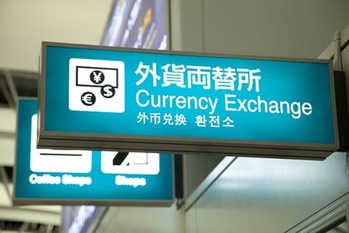 外貨両替所
Currency Exchange
外币兑换 환전소
Coffee Shops
Shops